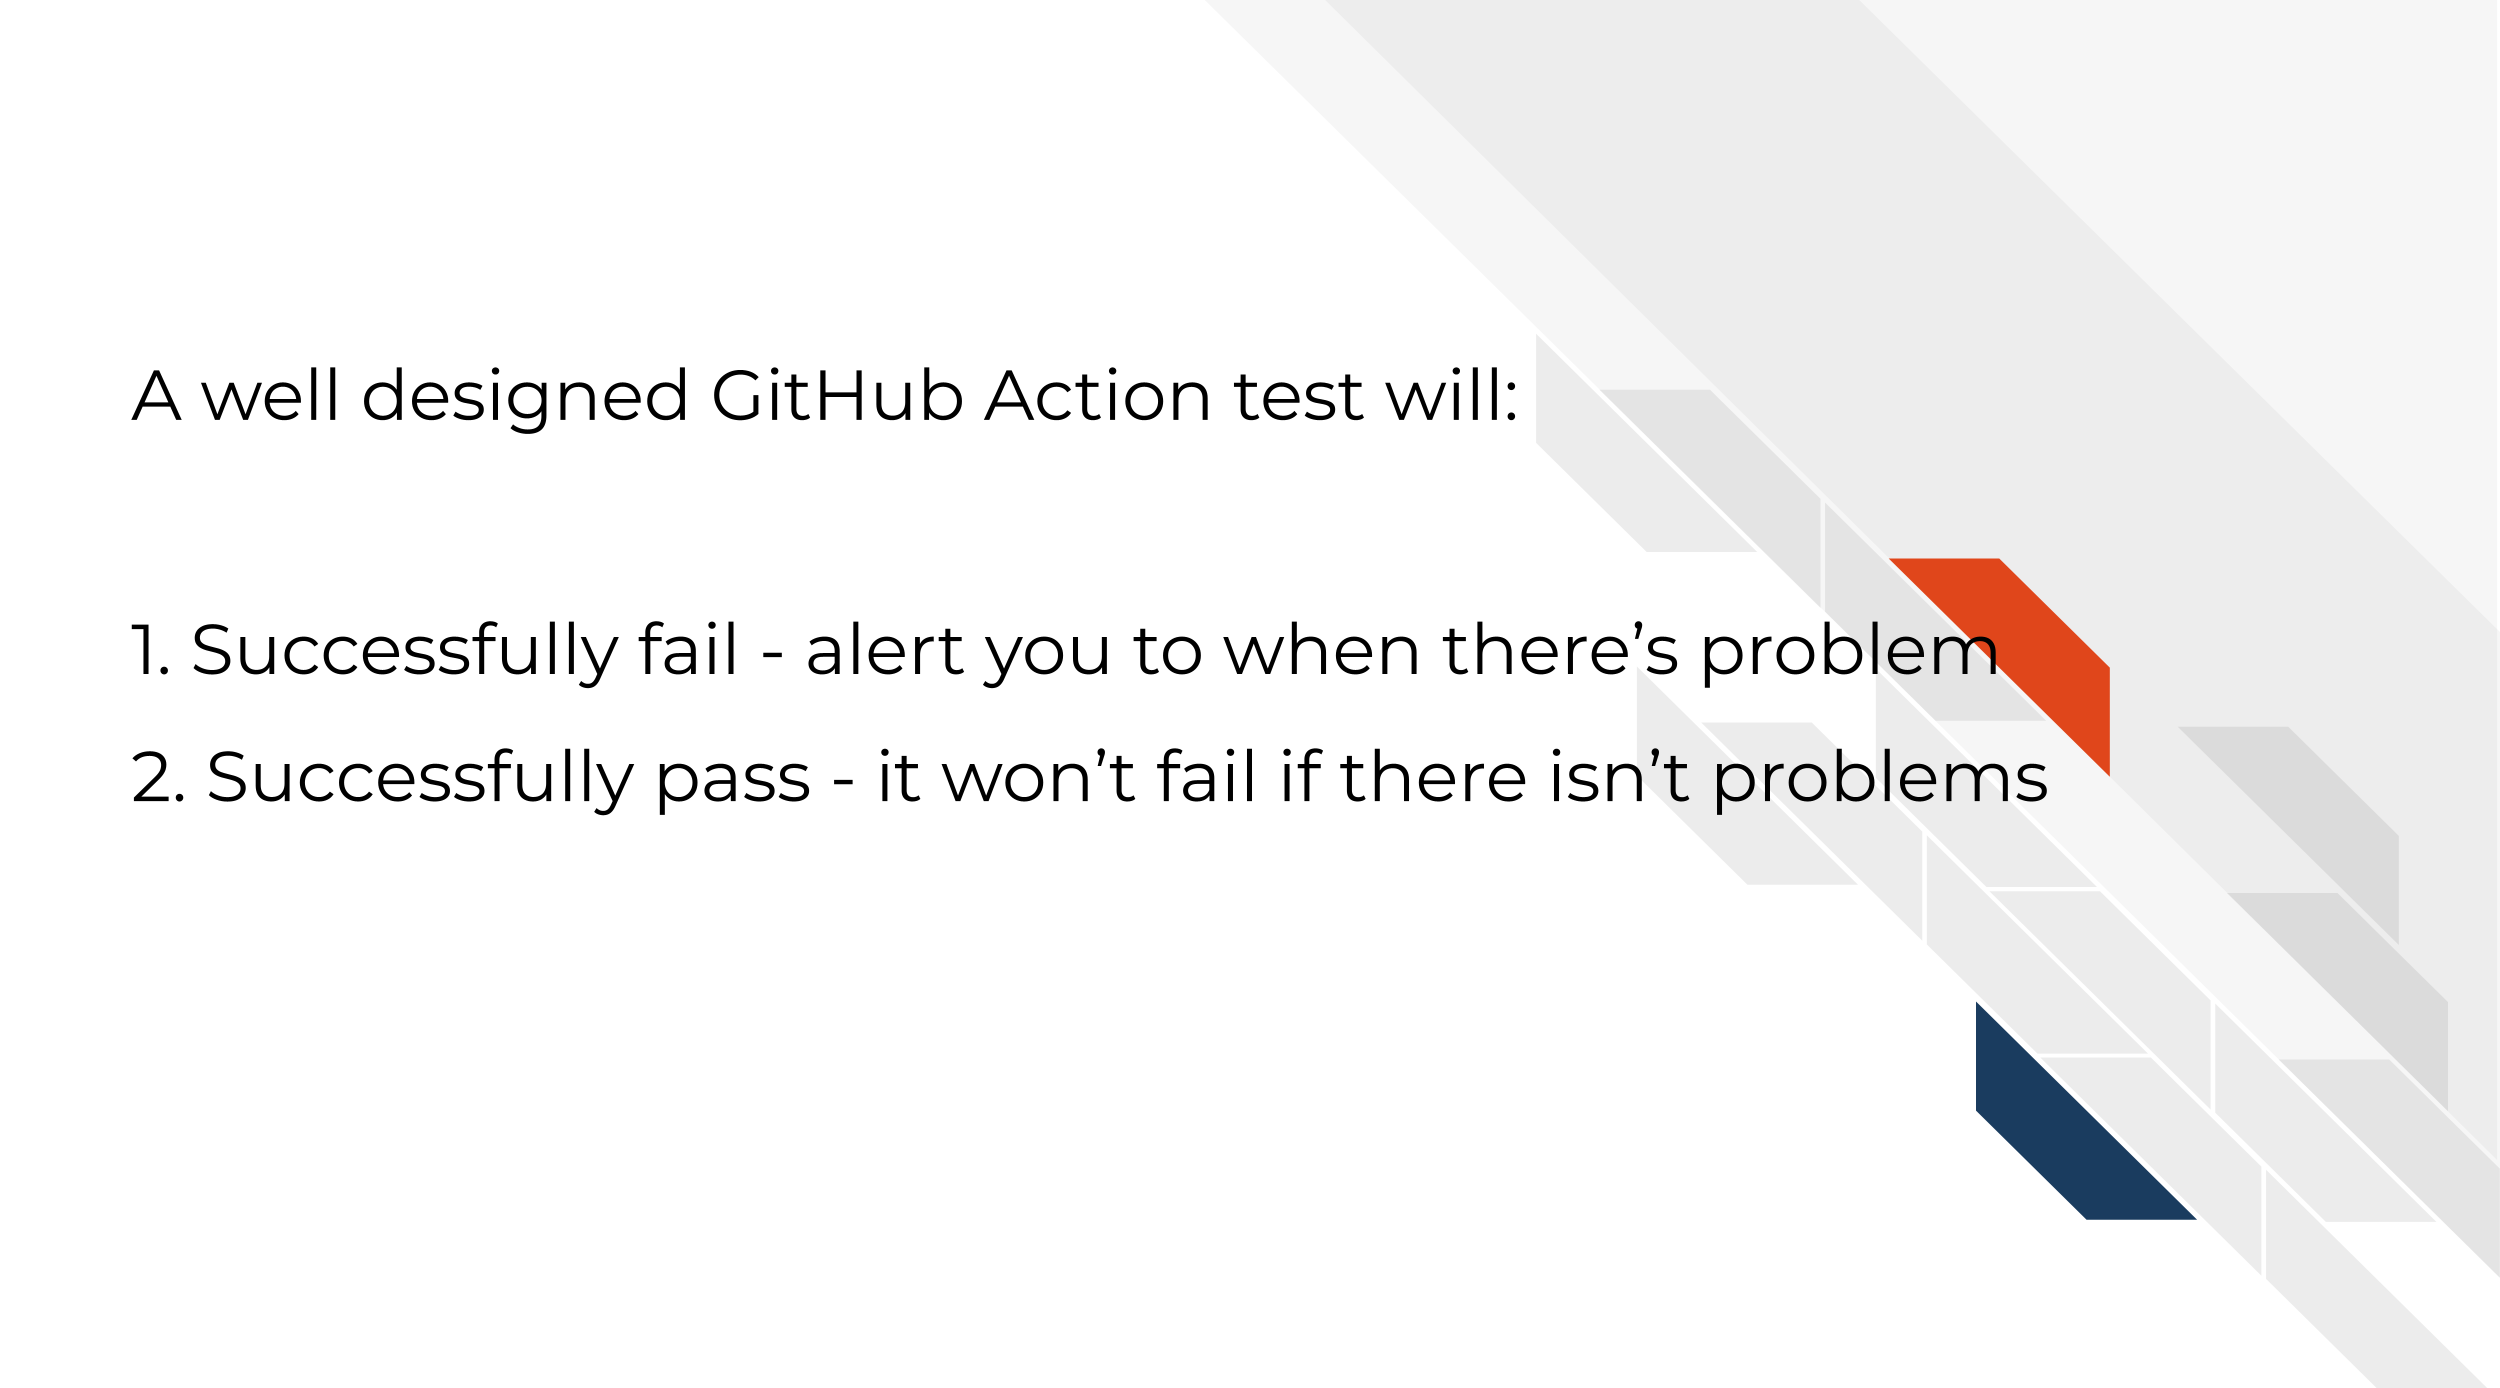 A well designed GitHub Action test will:
1. Successfully fail - alert you to when there’s problem
2. Successfully pass - it won’t fail if there isn’t problems